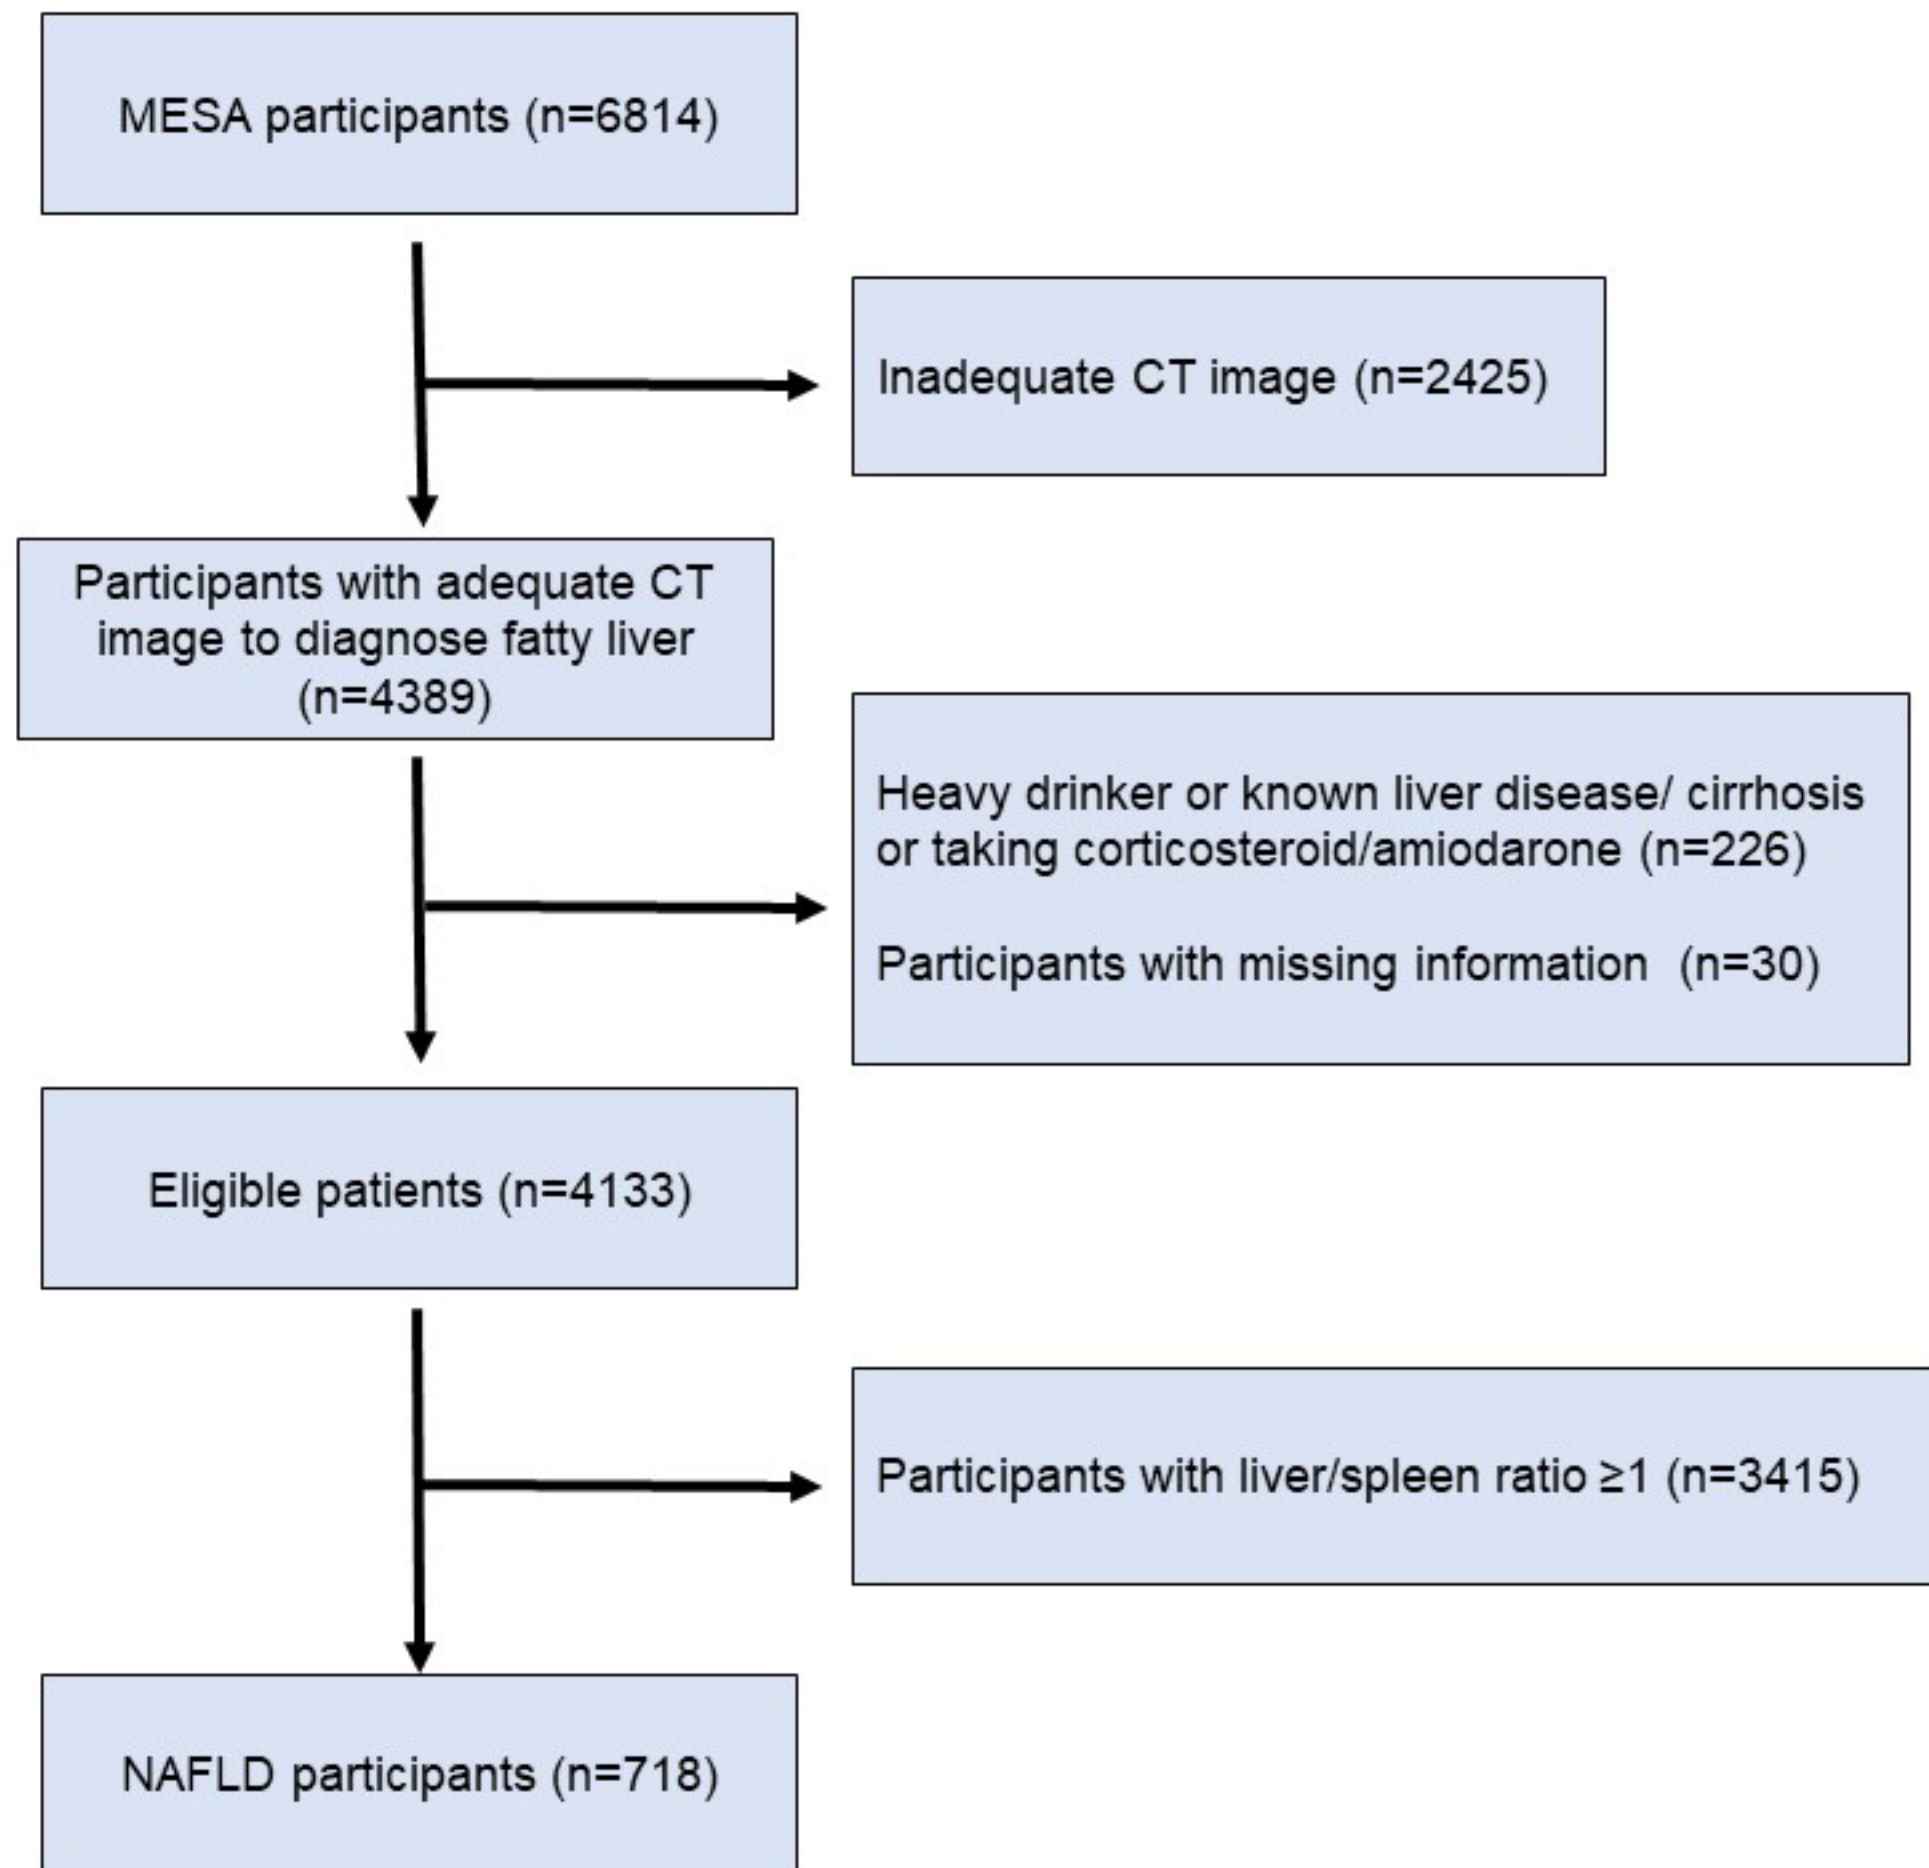 MESA participants (n=6814)
Inadequate CT image (n=2425)
Participants with adequate CT
image to diagnose fatty liver
(n=4389)
Heavy drinker or known liver disease/ cirrhosis
or taking corticosteroid/amiodarone (n=226)
Participants with missing information (n=30)
Eligible patients (n=4133)
Participants with liver/spleen ratio ≥1 (n=3415)
NAFLD participants (n=718)